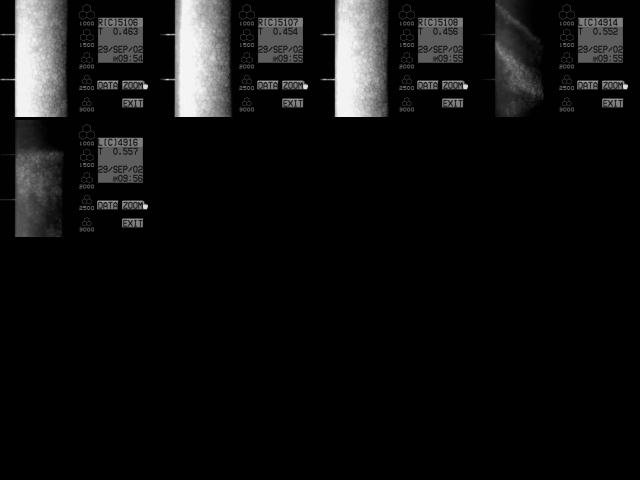 R[C]5106
T 0.463
29/SEP/02
09:54
1000
1500
2000
2500
3000
DATA ZOOM
EXIT
R[C]5107
T 0.454
29/SEP/02
09:55
1000
1500
2000
2500
3000
DATA ZOOM
EXIT
R[C]5108
T 0.456
29/SEP/02
09:55
1000
1500
2000
2500
3000
DATA ZOOM
EXIT
L[C]4914
T 0.552
29/SEP/02
09:55
1000
1500
2000
2500
3000
DATA ZOOM
EXIT
L[C]4916
T 0.557
29/SEP/02
09:56
1000
1500
2000
2500
3000
DATA ZOOM
EXIT